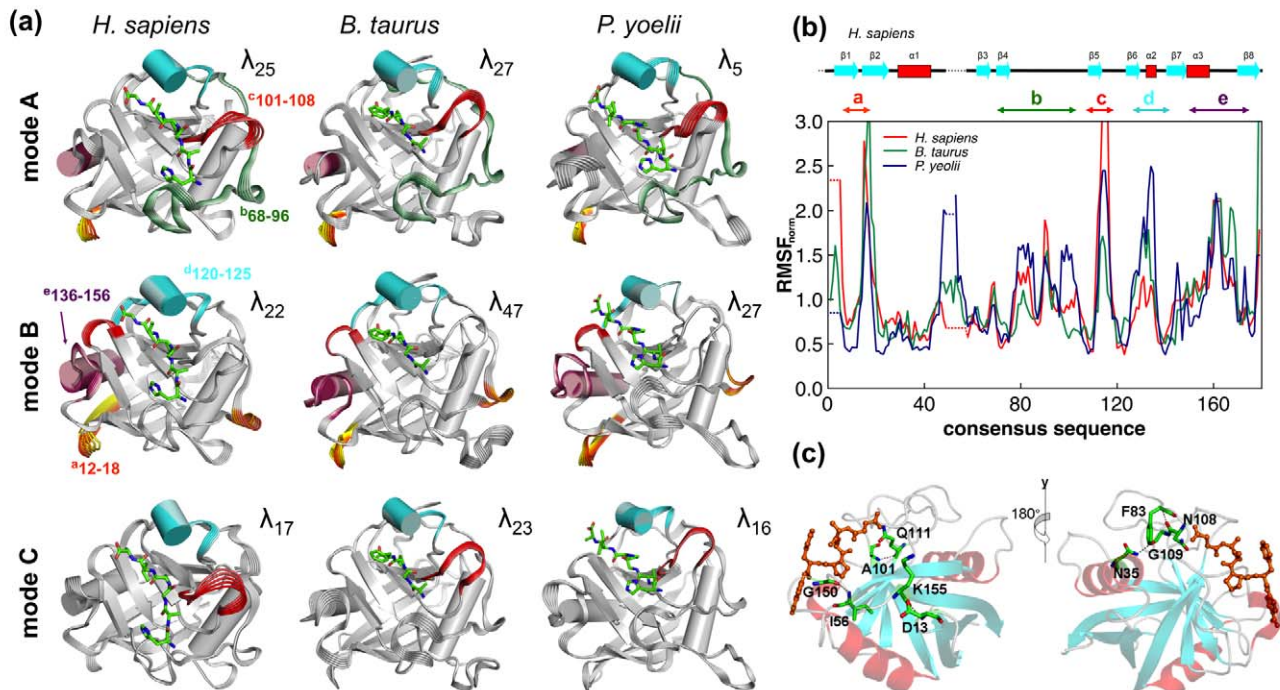 (a)
H. sapiens
B. taurus
P. yoelii
mode A
λ25
λ27
λ5
c101-108
b68-96
mode B
d120-125
e136-156
λ22
λ47
λ27
a12-18
mode C
λ17
λ23
λ16
(b)
H. sapiens
β1 β2 α1 β3 β4 β5 β6 α2 β7 α3 β8
a b c d e
H. sapiens
B. taurus
P. yoelii
RMSFnorm
3.0
2.5
2.0
1.5
1.0
0.5
0.0
0 40 80 120 160
consensus sequence
(c)
y
180°
Q111
A101
G150
K155
I56
D13
F83
N108
G109
N35